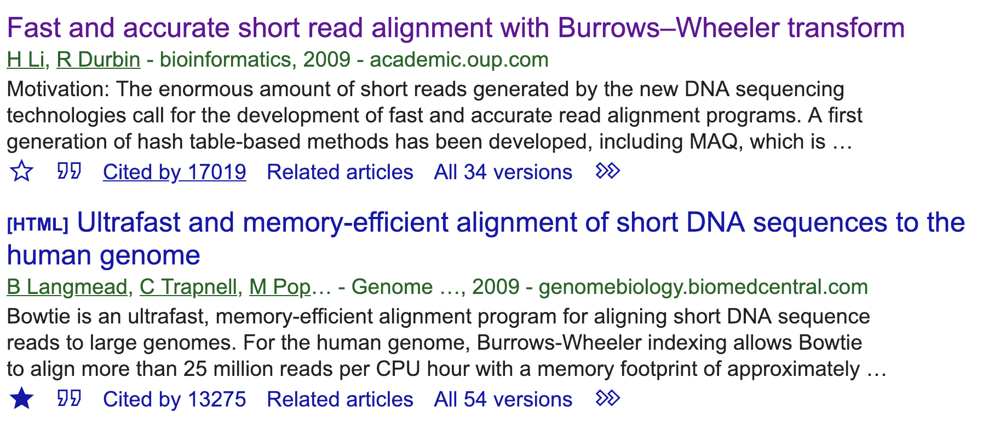 Fast and accurate short read alignment with Burrows–Wheeler transform
H Li, R Durbin - bioinformatics, 2009 - academic.oup.com
Motivation: The enormous amount of short reads generated by the new DNA sequencing
technologies call for the development of fast and accurate read alignment programs. A first
generation of hash table-based methods has been developed, including MAQ, which is …
Cited by 17019 Related articles All 34 versions
[HTML] Ultrafast and memory-efficient alignment of short DNA sequences to the
human genome
B Langmead, C Trapnell, M Pop… - Genome …, 2009 - genomebiology.biomedcentral.com
Bowtie is an ultrafast, memory-efficient alignment program for aligning short DNA sequence
reads to large genomes. For the human genome, Burrows-Wheeler indexing allows Bowtie
to align more than 25 million reads per CPU hour with a memory footprint of approximately …
Cited by 13275 Related articles All 54 versions